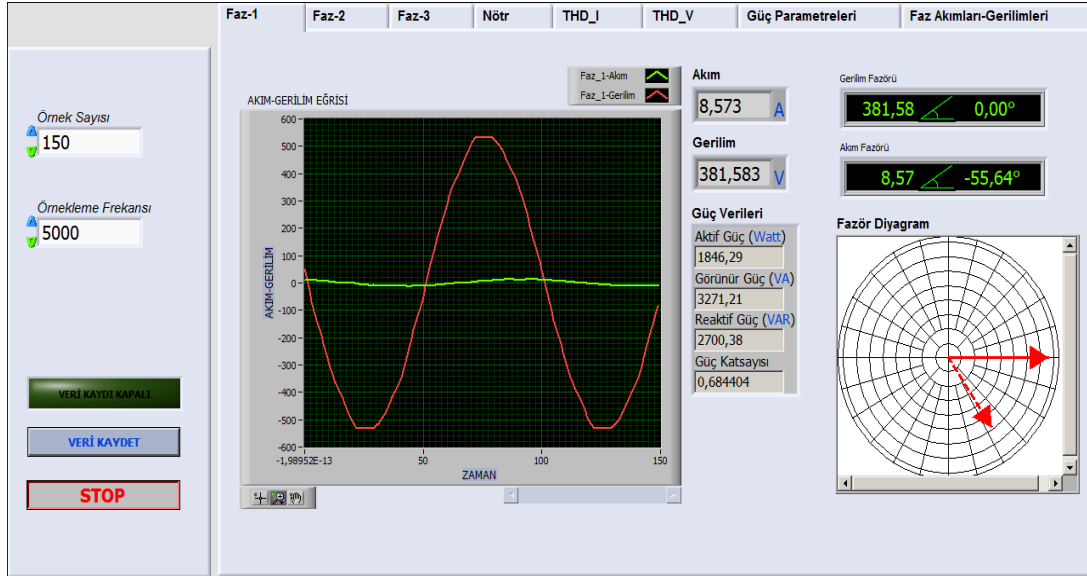 Faz-1 Faz-2 Faz-3 Nötr THD_I THD_V Güç Parametreleri Faz Akımları-Gerilimleri
Örnek Sayısı
150
Örnekleme Frekansı
5000
VERİ KAYDI KAPALI
VERİ KAYDET
STOP
AKIM-GERİLİM EĞRİSİ
Faz_1-Akım
Faz_1-Gerilim
AKIM-GERİLİM
600
500
400
300
200
100
0
-100
-200
-300
-400
-500
-600
-1,98952E-13 50 100 150
ZAMAN
Akım
8,573 A
Gerilim
381,583 V
Güç Verileri
Aktif Güç (Watt)
1846,29
Görünür Güç (VA)
3271,21
Reaktif Güç (VAR)
2700,38
Güç Katsayısı
0,684404
Gerilim Fazörü
381,58 0,00°
Akım Fazörü
8,57 -55,64°
Fazör Diyagram